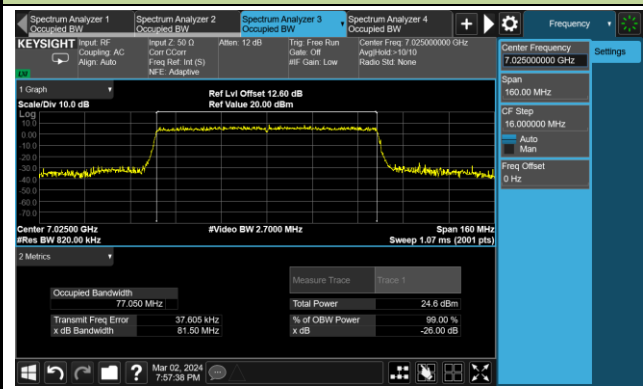 Spectrum Analyzer 1
Occupied BW
Spectrum Analyzer 2
Occupied BW
Spectrum Analyzer 3
Occupied BW
Spectrum Analyzer 4
Occupied BW
Frequency
KEYSIGHT
Input: RF
Coupling: AC
Align: Auto
Input Z: 50 Ω
Corr CCorr
Freq Ref: Int (S)
NFE: Adaptive
Atten: 12 dB
Trig: Free Run
Gate: Off
#IF Gain: Low
Center Freq: 7.025000000 GHz
Avg|Hold:>10/10
Radio Std: None
Center Frequency
7.025000000 GHz
Settings
Span
160.00 MHz
CF Step
16.000000 MHz
Auto
Man
Freq Offset
0 Hz
1 Graph
Scale/Div 10.0 dB
Ref Lvl Offset 12.60 dB
Ref Value 20.00 dBm
Log
10.0
0.00
-10.0
-20.0
-30.0
-40.0
-50.0
-60.0
-70.0
Center 7.02500 GHz
#Res BW 820.00 kHz
#Video BW 2.7000 MHz
Span 160 MHz
Sweep 1.07 ms (2001 pts)
2 Metrics
Measure Trace
Trace 1
Occupied Bandwidth
77.050 MHz
Total Power
24.6 dBm
Transmit Freq Error
37.605 kHz
% of OBW Power
99.00 %
x dB Bandwidth
81.50 MHz
x dB
-26.00 dB
Mar 02, 2024
7:57:38 PM